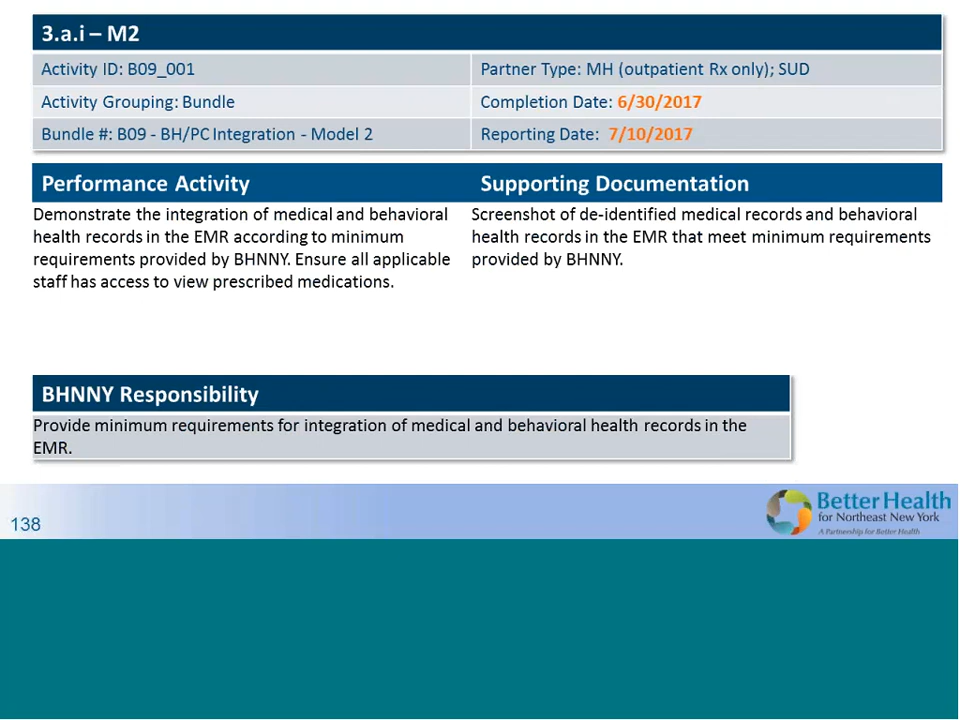 3.a.i – M2
Activity ID: B09_001
Partner Type: MH (outpatient Rx only); SUD
Activity Grouping: Bundle
Completion Date: 6/30/2017
Bundle #: B09 - BH/PC Integration - Model 2
Reporting Date: 7/10/2017
Performance Activity
Demonstrate the integration of medical and behavioral
health records in the EMR according to minimum
requirements provided by BHNNY. Ensure all applicable
staff has access to view prescribed medications.
Supporting Documentation
Screenshot of de-identified medical records and behavioral
health records in the EMR that meet minimum requirements
provided by BHNNY.
BHNNY Responsibility
Provide minimum requirements for integration of medical and behavioral health records in the
EMR.
138
Better Health
for Northeast New York
A Partnership for Better Health